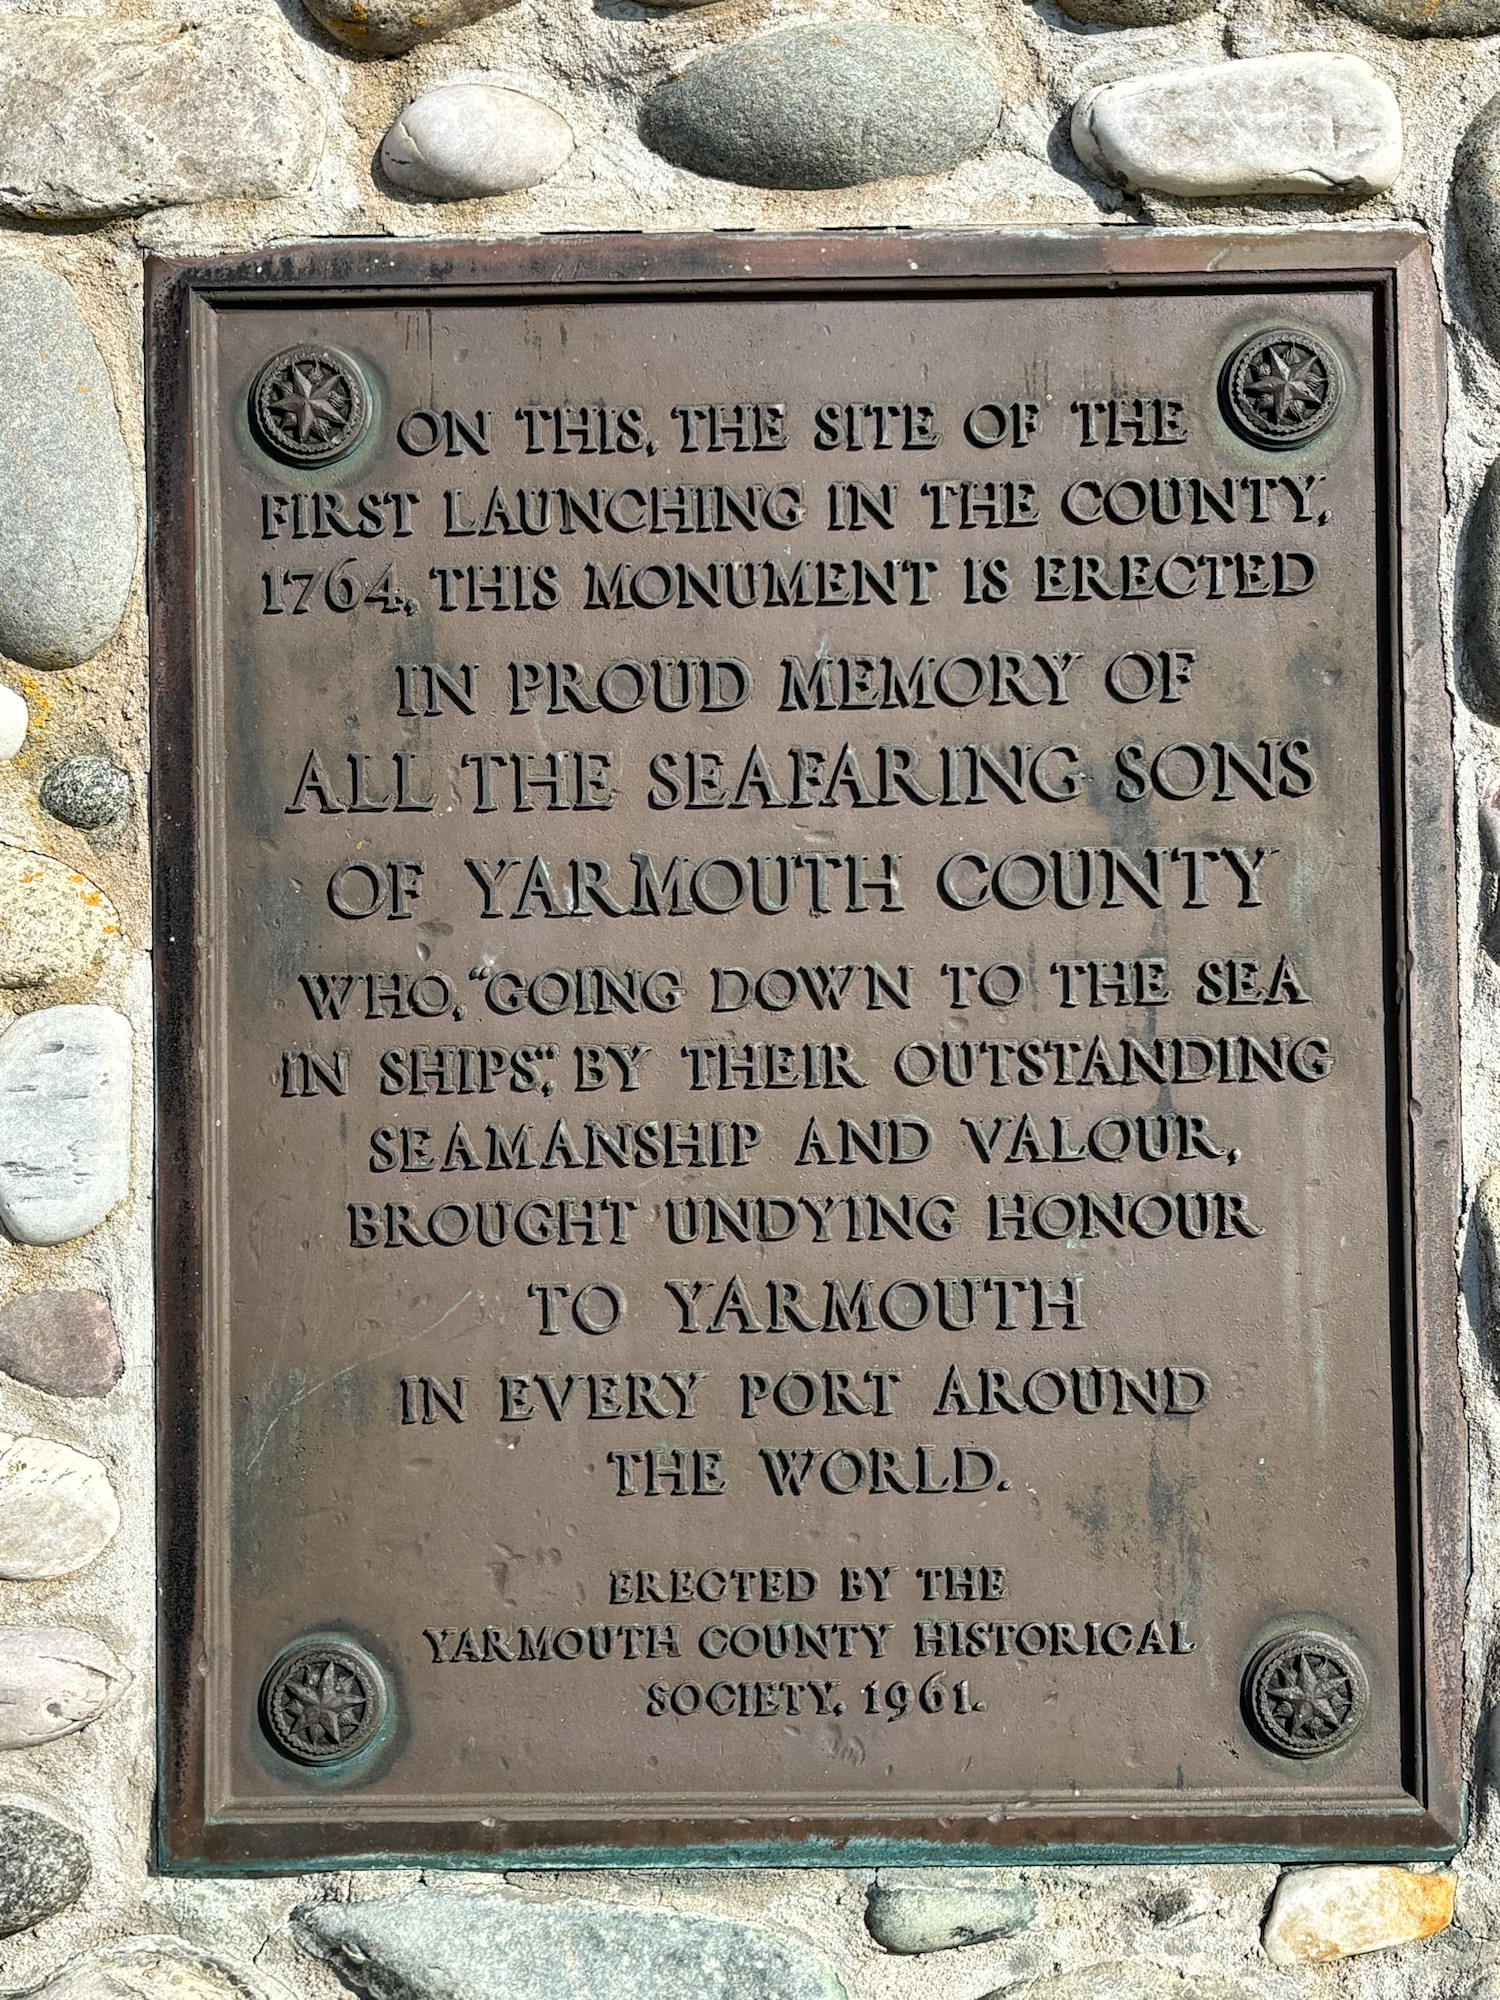 ON THIS, THE SITE OF THE
FIRST LAUNCHING IN THE COUNTY,
1764, THIS MONUMENT IS ERECTED
IN PROUD MEMORY OF
ALL THE SEAFARING SONS
OF YARMOUTH COUNTY
WHO, “GOING DOWN TO THE SEA
IN SHIPS“, BY THEIR OUTSTANDING
SEAMANSHIP AND VALOUR,
BROUGHT UNDYING HONOUR
TO YARMOUTH
IN EVERY PORT AROUND
THE WORLD.
ERECTED BY THE
YARMOUTH COUNTY HISTORICAL
SOCIETY, 1961.